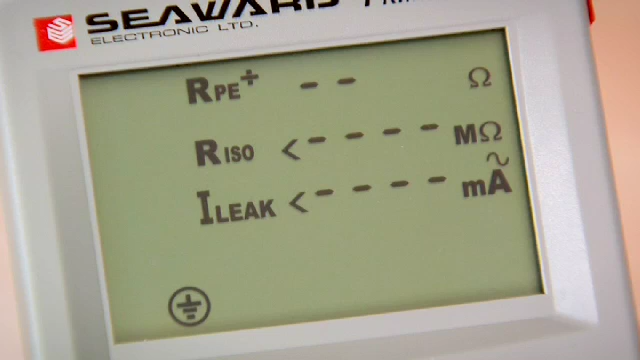 SEAWARD
ELECTRONIC LTD.
RPE+ -- Ω
RISO <---- MΩ
ILEAK <---- mA